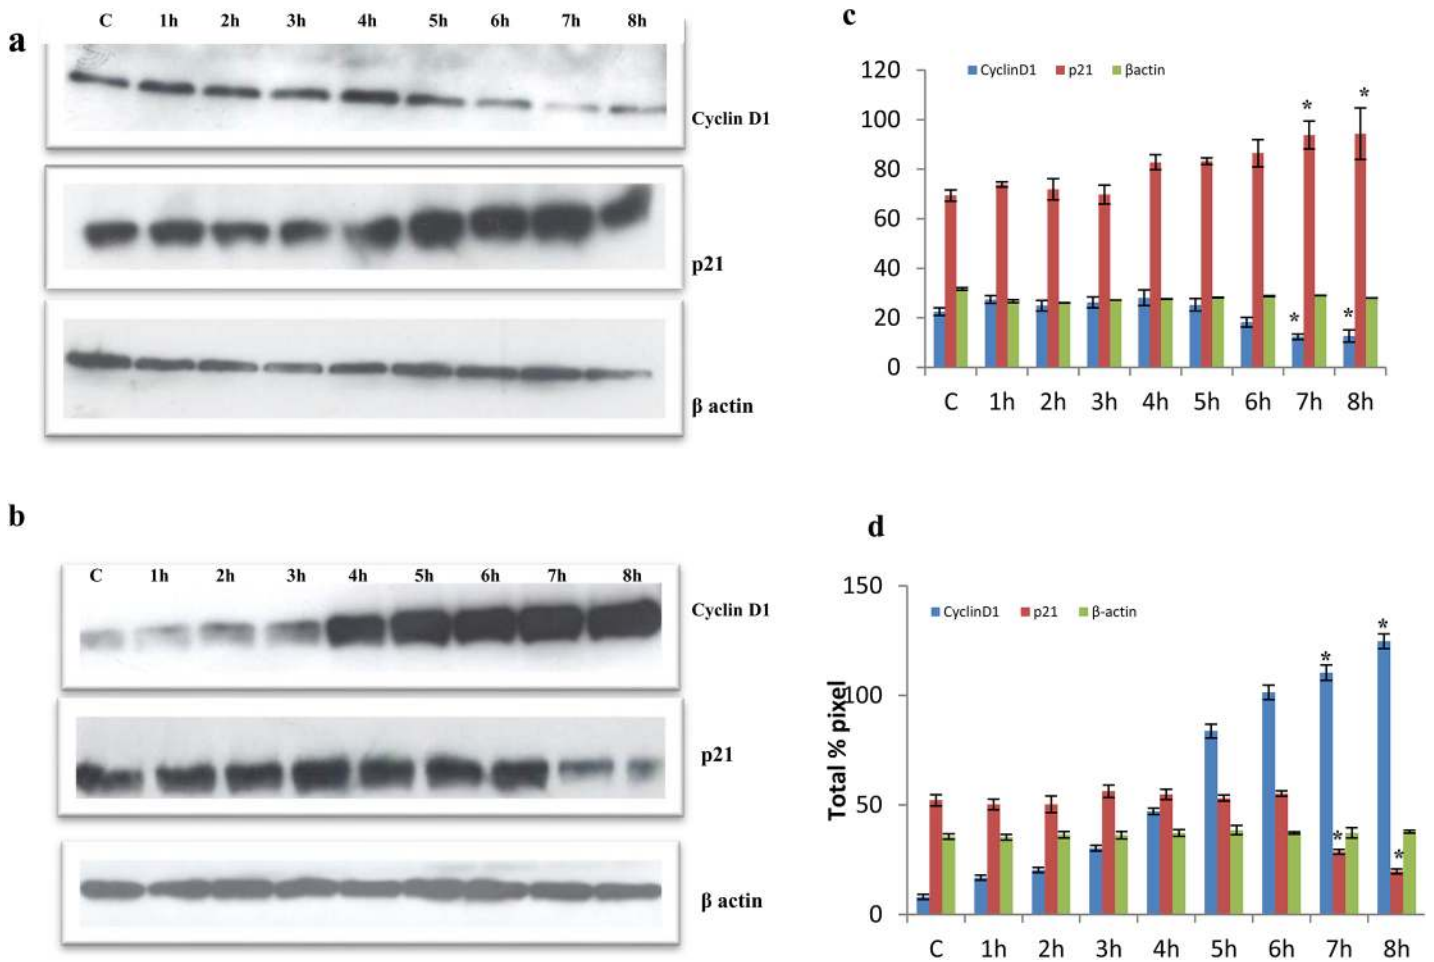 a
C 1h 2h 3h 4h 5h 6h 7h 8h
Cyclin D1
p21
β actin
b
C 1h 2h 3h 4h 5h 6h 7h 8h
Cyclin D1
p21
β actin
c
CyclinD1 p21 βactin
120
100
80
60
40
20
0
* * * *
C 1h 2h 3h 4h 5h 6h 7h 8h
d
CyclinD1 p21 β-actin
Total % pixel
150
100
50
0
* * * *
C 1h 2h 3h 4h 5h 6h 7h 8h